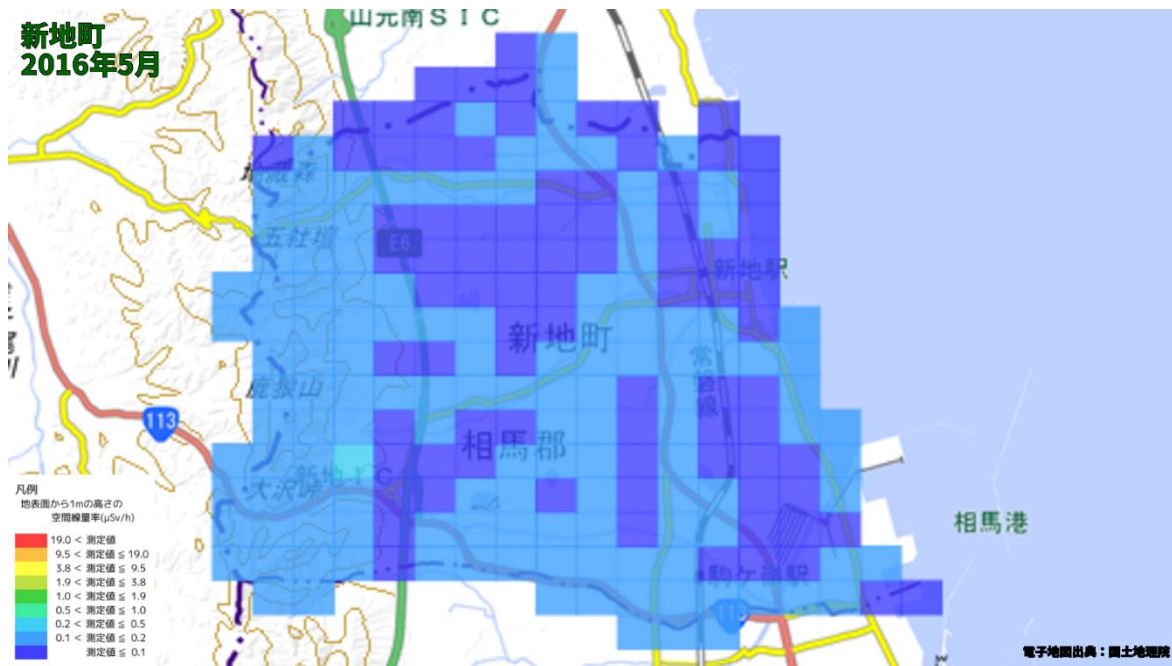 新地町
2016年5月
山元南SIC
五社壇
E6
新地駅
新地町
常磐線
鹿狼山
113
相馬郡
新地IC
大沢峠
相馬港
駒ケ嶺駅
113
凡例
地表面から1mの高さの
空間線量率(μSv/h)
19.0 < 測定値
9.5 < 測定値 ≦ 19.0
3.8 < 測定値 ≦ 9.5
1.9 < 測定値 ≦ 3.8
1.0 < 測定値 ≦ 1.9
0.5 < 測定値 ≦ 1.0
0.2 < 測定値 ≦ 0.5
0.1 < 測定値 ≦ 0.2
測定値 ≦ 0.1
電子地図出典：国土地理院